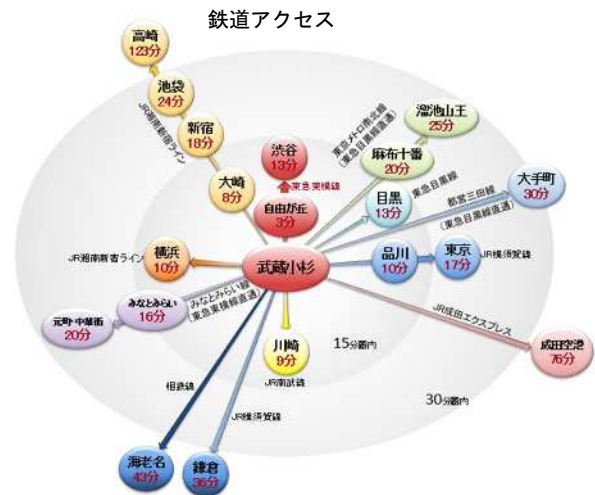 鉄道アクセス
高崎
123分
池袋
24分
JR湘南新宿ライン
新宿
18分
大崎
8分
渋谷
13分
東急東横線
自由が丘
3分
溜池山王
25分
東京メトロ南北線
(東急目黒線直通)
麻布十番
20分
目黒
13分
東急目黒線
大手町
30分
都営三田線
(東急目黒線直通)
武蔵小杉
品川
10分
東京
17分
JR横須賀線
横浜
10分
JR湘南新宿ライン
みなとみらい
16分
みなとみらい線
(東急東横線直通)
元町・中華街
20分
川崎
9分
JR南武線
15分圏内
30分圏内
JR成田エクスプレス
成田空港
76分
相鉄線
海老名
43分
JR横須賀線
鎌倉
36分